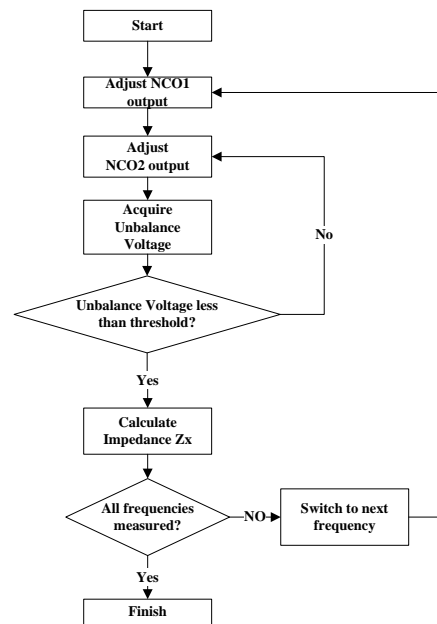 Start
Adjust NCO1
output
Adjust
NCO2 output
Acquire
Unbalance
Voltage
No
Unbalance Voltage less
than threshold?
Yes
Calculate
Impedance Zx
All frequencies
measured?
NO
Switch to next
frequency
Yes
Finish